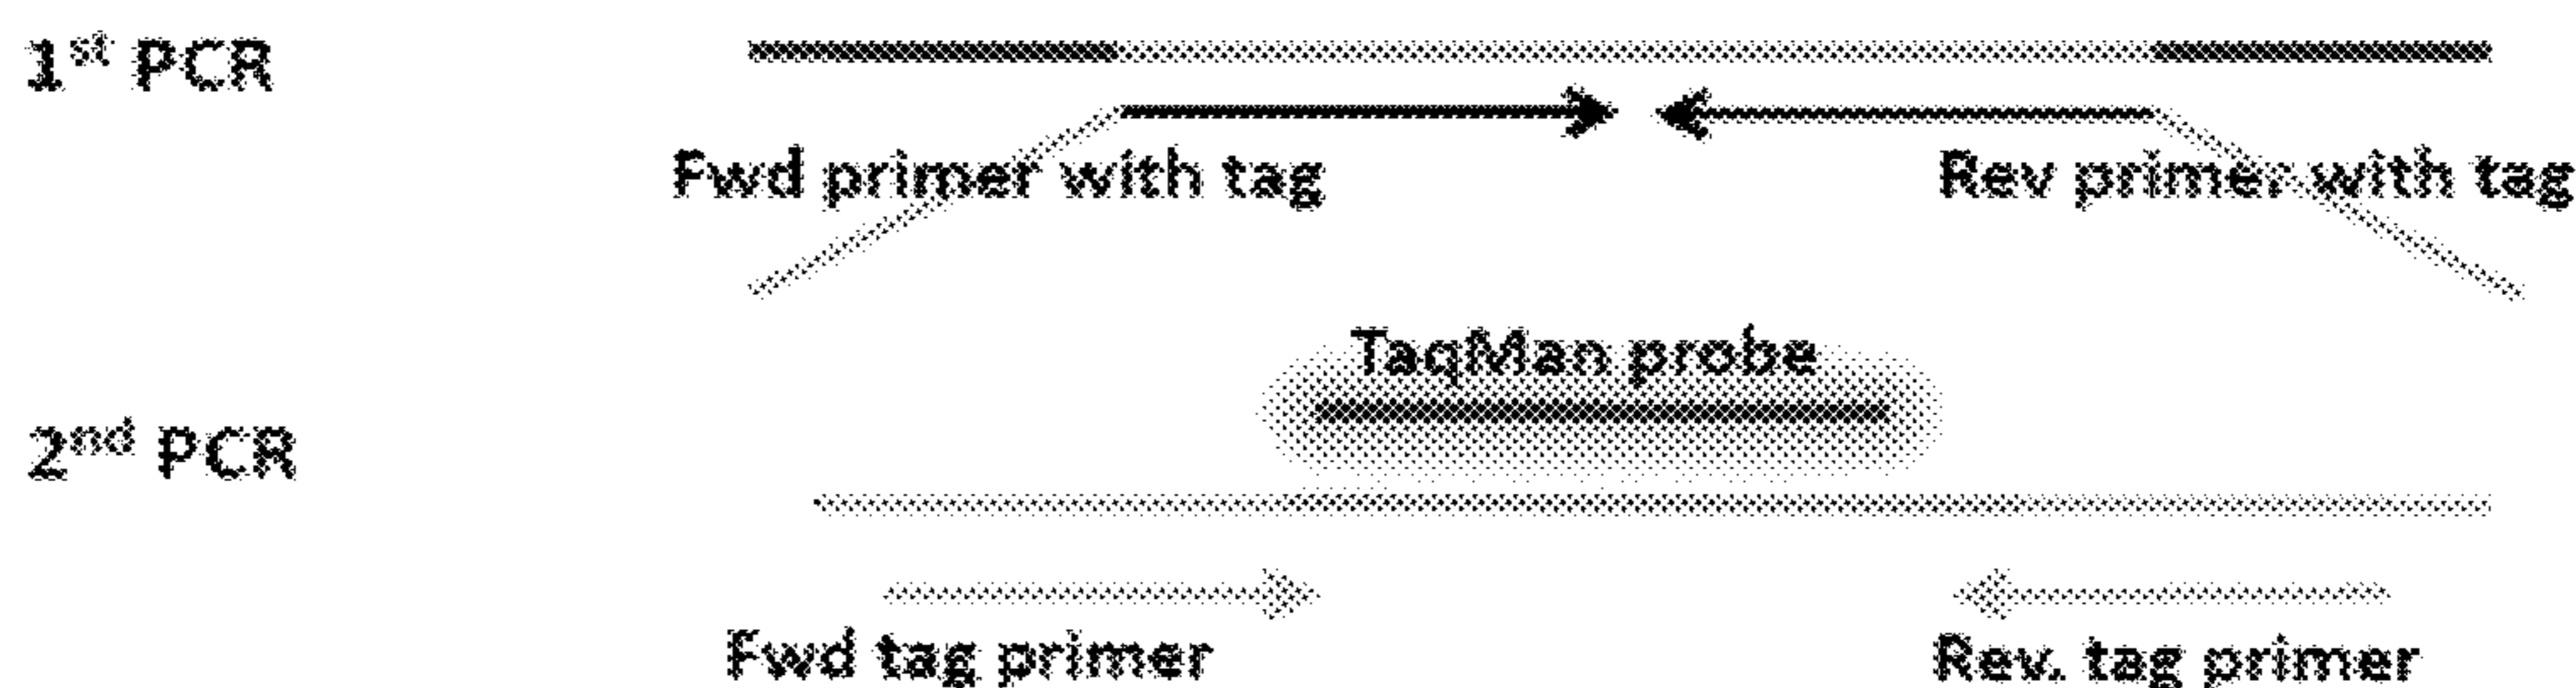 1st PCR
Fwd primer with tag
Rev primer with tag
TaqMan probe
2nd PCR
Fwd tag primer
Rev. tag primer